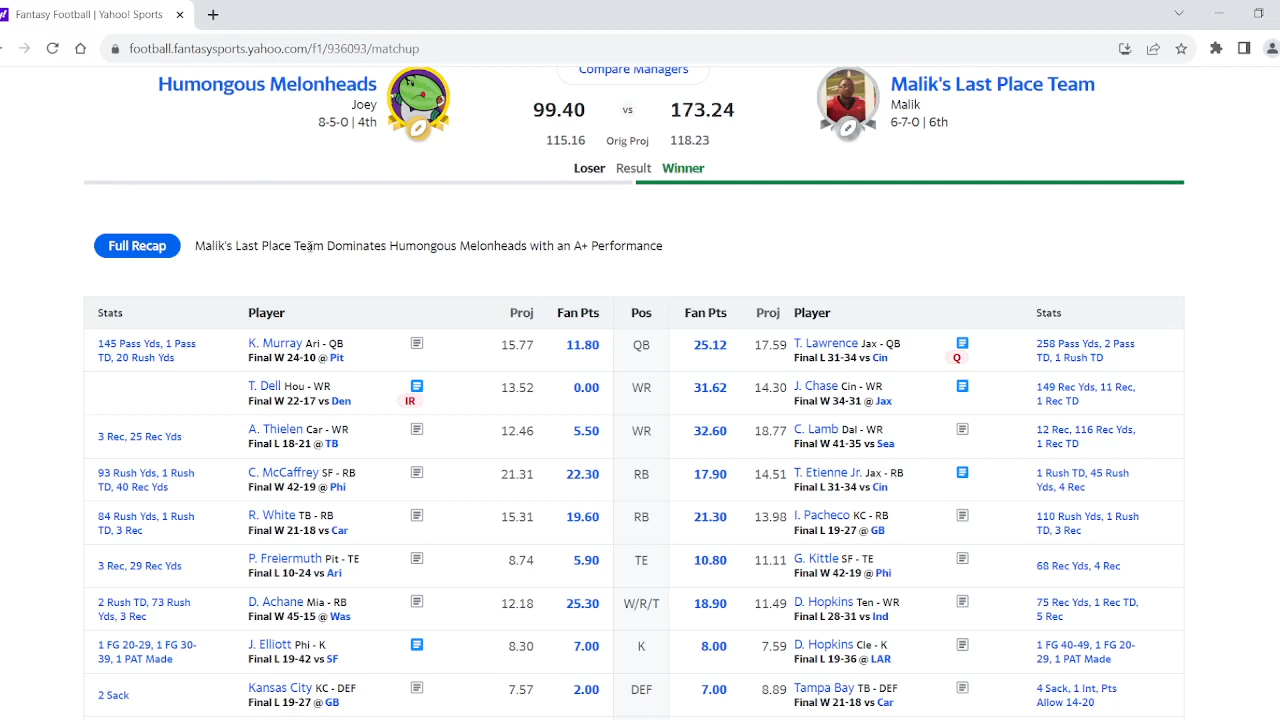 Fantasy Football | Yahoo! Sports
football.fantasysports.yahoo.com/f1/936093/matchup
Compare Managers
Humongous Melonheads
Joey
8-5-0 | 4th
99.40 vs 173.24
115.16 Orig Proj 118.23
Loser Result Winner
Malik's Last Place Team
Malik
6-7-0 | 6th
Full Recap Malik's Last Place Team Dominates Humongous Melonheads with an A+ Performance
Stats Player Proj Fan Pts Pos Fan Pts Proj Player Stats
145 Pass Yds, 1 Pass K. Murray Ari - QB 15.77 11.80 QB 25.12 17.59 T. Lawrence Jax - QB 258 Pass Yds, 2 Pass
TD, 20 Rush Yds Final W 24-10 @ Pit Final L 31-34 vs Cin Q TD, 1 Rush TD
T. Dell Hou - WR 13.52 0.00 WR 31.62 14.30 J. Chase Cin - WR 149 Rec Yds, 11 Rec,
Final W 22-17 vs Den IR Final W 34-31 @ Jax 1 Rec TD
3 Rec, 25 Rec Yds A. Thielen Car - WR 12.46 5.50 WR 32.60 18.77 C. Lamb Dal - WR 12 Rec, 116 Rec Yds,
Final L 18-21 @ TB Final W 41-35 vs Sea 1 Rec TD
93 Rush Yds, 1 Rush C. McCaffrey SF - RB 21.31 22.30 RB 17.90 14.51 T. Etienne Jr. Jax - RB 1 Rush TD, 45 Rush
TD, 40 Rec Yds Final W 42-19 @ Phi Final L 31-34 vs Cin Yds, 4 Rec
84 Rush Yds, 1 Rush R. White TB - RB 15.31 19.60 RB 21.30 13.98 I. Pacheco KC - RB 110 Rush Yds, 1 Rush
TD, 3 Rec Final W 21-18 vs Car Final L 19-27 @ GB TD, 3 Rec
3 Rec, 29 Rec Yds P. Freiermuth Pit - TE 8.74 5.90 TE 10.80 11.11 G. Kittle SF - TE 68 Rec Yds, 4 Rec
Final L 10-24 vs Ari Final W 42-19 @ Phi
2 Rush TD, 73 Rush D. Achane Mia - RB 12.18 25.30 W/R/T 18.90 11.49 D. Hopkins Ten - WR 75 Rec Yds, 1 Rec TD,
Yds, 3 Rec Final W 45-15 @ Was Final L 28-31 vs Ind 5 Rec
1 FG 20-29, 1 FG 30- J. Elliott Phi - K 8.30 7.00 K 8.00 7.59 D. Hopkins Cle - K 1 FG 40-49, 1 FG 20-
39, 1 PAT Made Final L 19-42 vs SF Final L 19-36 @ LAR 29, 1 PAT Made
2 Sack Kansas City KC - DEF 7.57 2.00 DEF 7.00 8.89 Tampa Bay TB - DEF 4 Sack, 1 Int, Pts
Final L 19-27 @ GB Final W 21-18 vs Car Allow 14-20